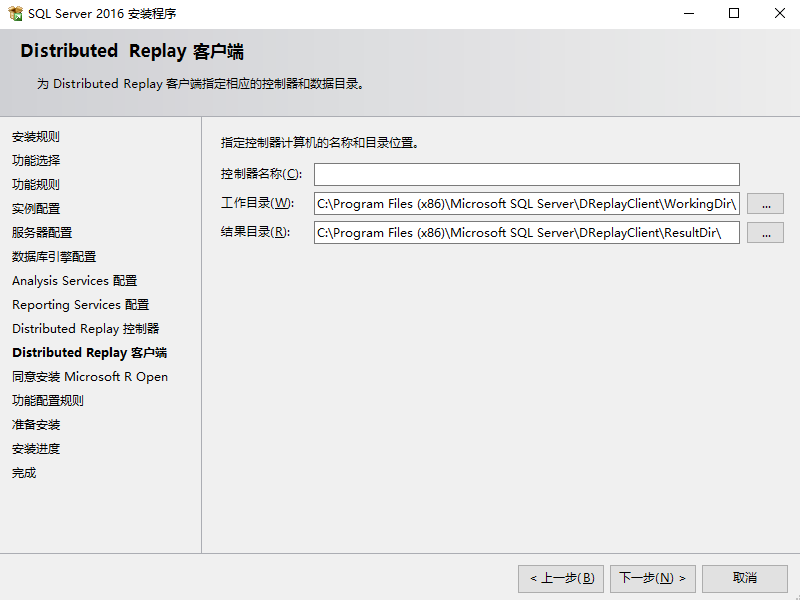 SQL Server 2016 安装程序
Distributed Replay 客户端
为 Distributed Replay 客户端指定相应的控制器和数据目录。
安装规则
功能选择
功能规则
实例配置
服务器配置
数据库引擎配置
Analysis Services 配置
Reporting Services 配置
Distributed Replay 控制器
Distributed Replay 客户端
同意安装 Microsoft R Open
功能配置规则
准备安装
安装进度
完成
指定控制器计算机的名称和目录位置。
控制器名称(C):
工作目录(W): C:\Program Files (x86)\Microsoft SQL Server\DReplayClient\WorkingDir\ ...
结果目录(R): C:\Program Files (x86)\Microsoft SQL Server\DReplayClient\ResultDir\ ...
< 上一步(B) 下一步(N) > 取消